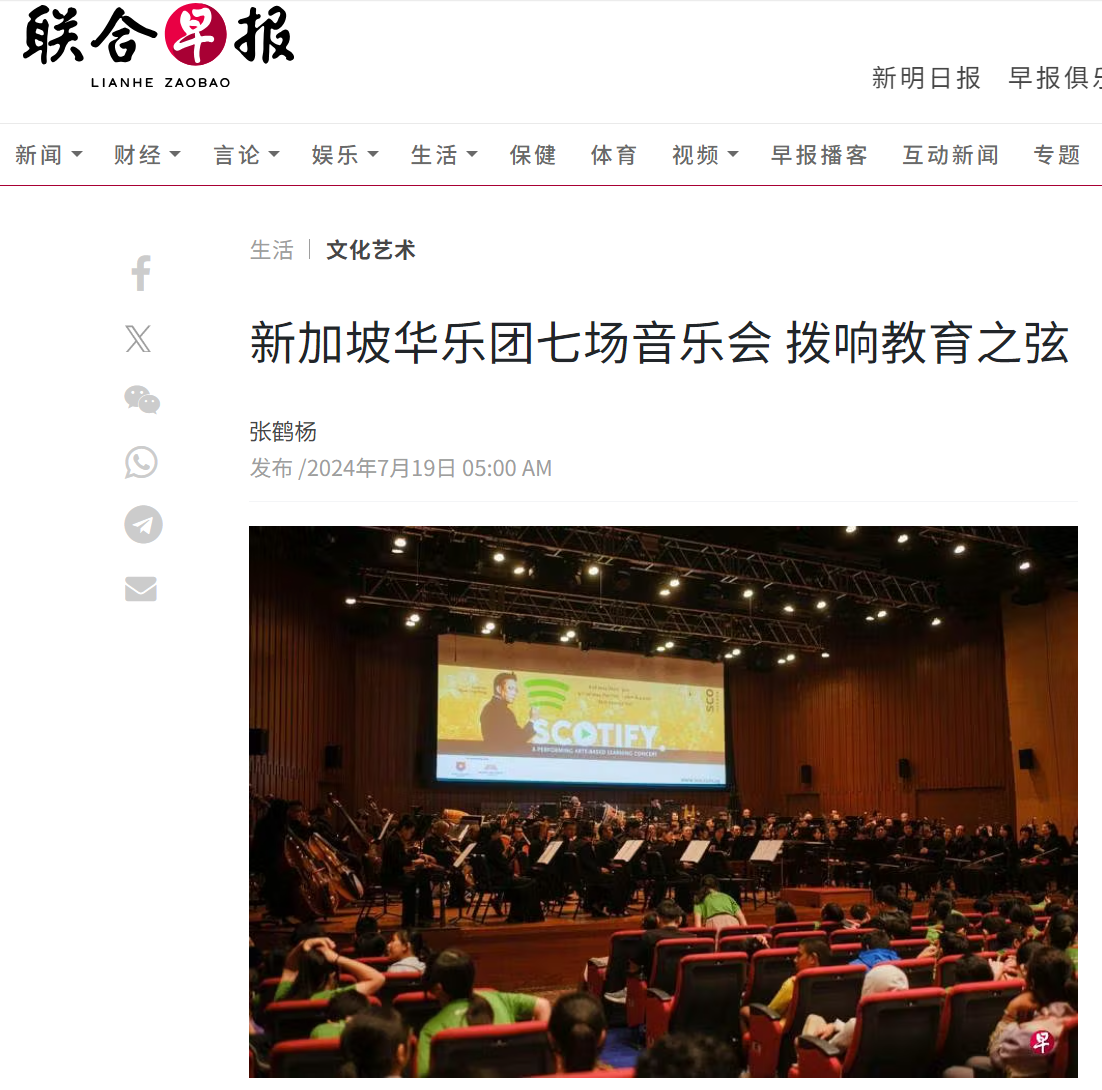 联合早报
LIANHE ZAOBAO
新明日报 早报俱乐
新闻 财经 言论 娱乐 生活 保健 体育 视频 早报播客 互动新闻 专题
生活 | 文化艺术
新加坡华乐团七场音乐会 拨响教育之弦
张鹤杨
发布 /2024年7月19日 05:00 AM
SCO
SCOTIFY
A PERFORMING ARTS-BASED LEARNING CONCERT
早